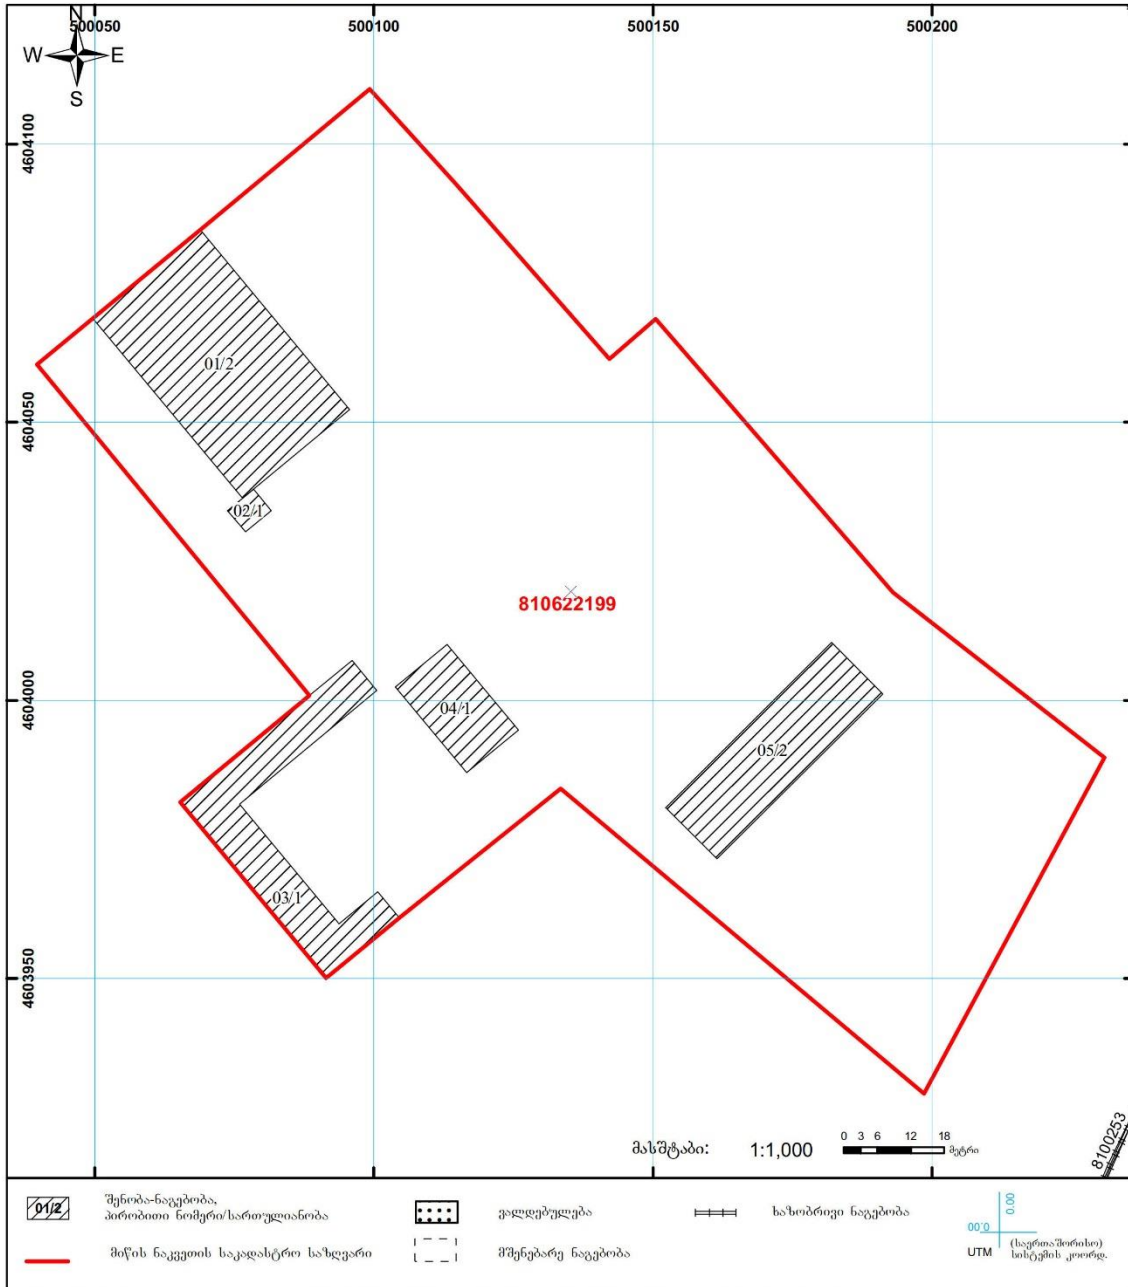 N
500050 500100 500150 500200
W E
S
4604100
4604050
4604000
4603950
01/2
02/1
810622199
04/1
05/2
03/1
მასშტაბი: 1:1,000 0 3 6 12 18 მეტრი
8100253
01/2 შენობა-ნაგებობა,
პირობითი ნომერი/სართულიანობა
ვალდებულება
ხაზობრივი ნაგებობა
0.00
00.0
UTM (საერთაშორისო)
სისტემის კოორდ.
მიწის ნაკვეთის საკადასტრო საზღვარი
მშენებარე ნაგებობა